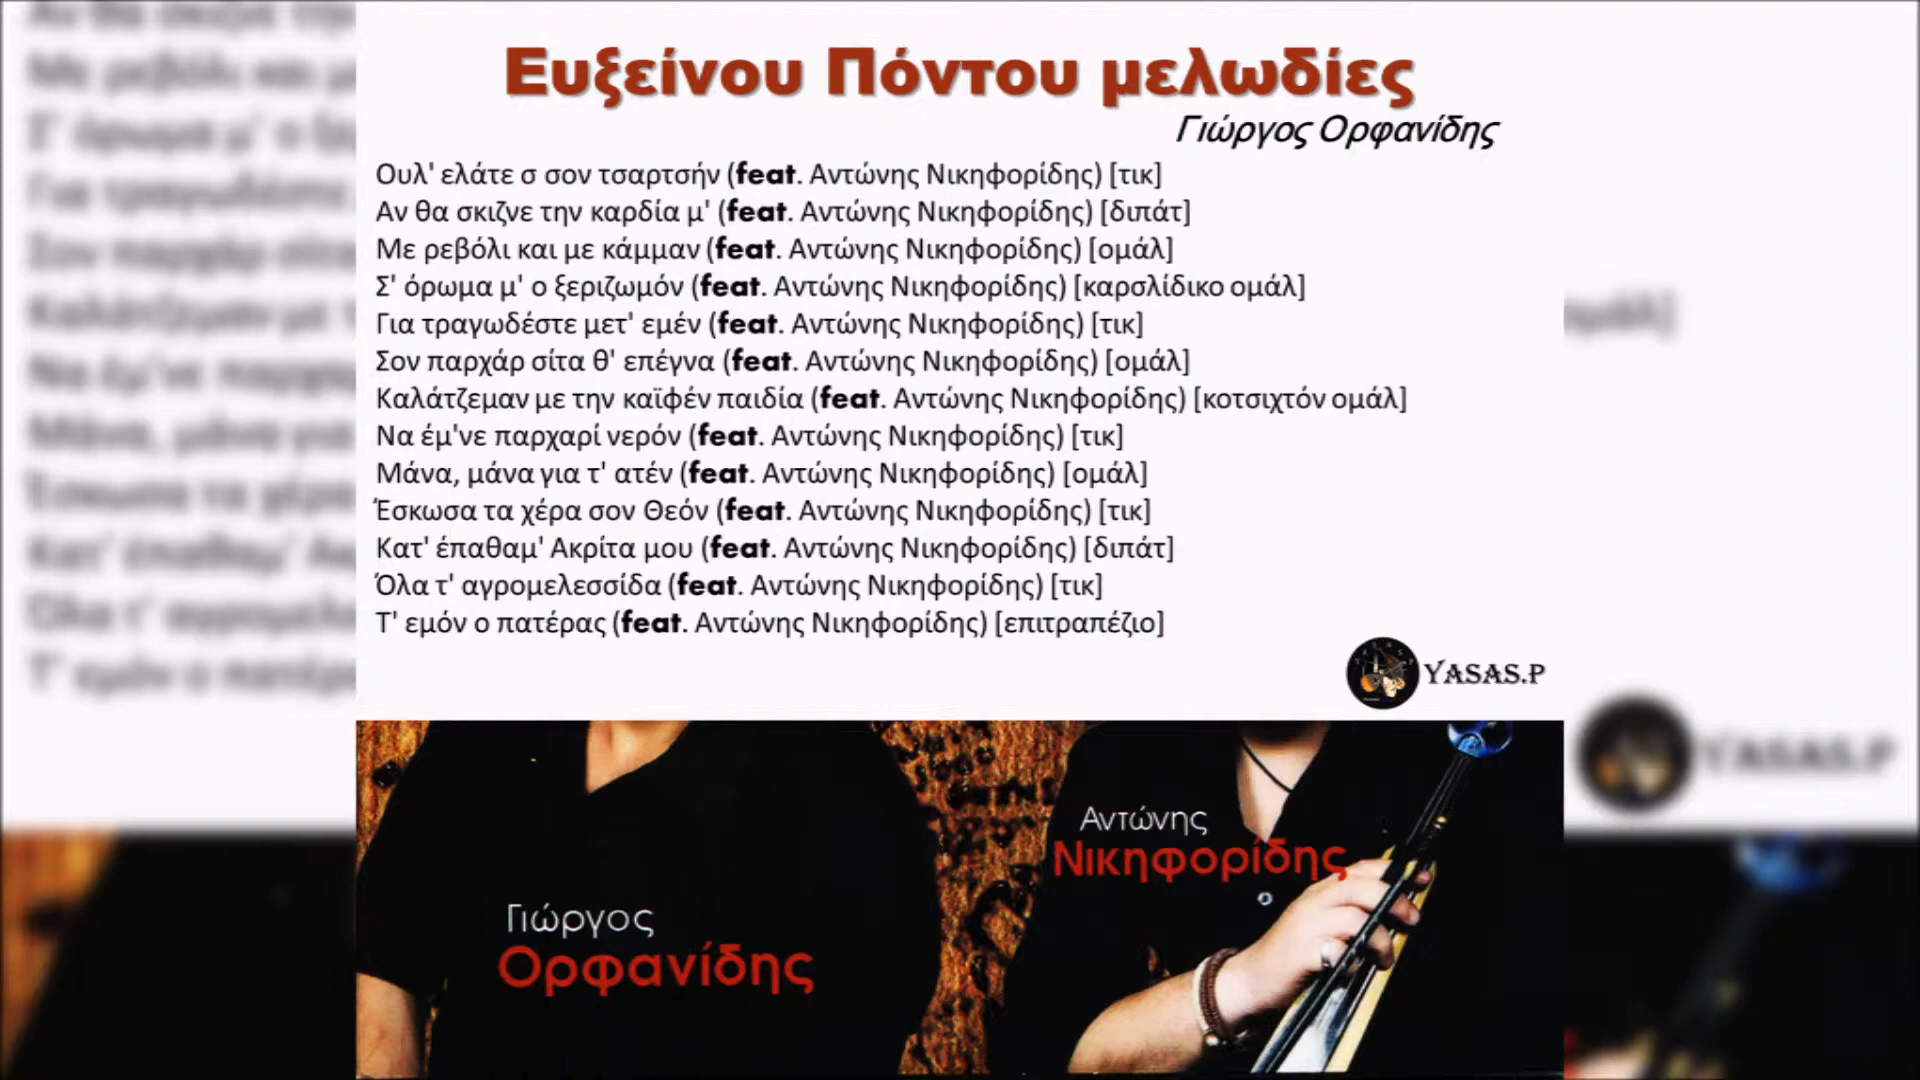 Ευξείνου Πόντου μελωδίες
Γιώργος Ορφανίδης
Ουλ' ελάτε σ σον τσαρτσήν (feat. Αντώνης Νικηφορίδης) [τικ]
Αν θα σκιζνε την καρδία μ' (feat. Αντώνης Νικηφορίδης) [διπάτ]
Με ρεβόλι και με κάμμαν (feat. Αντώνης Νικηφορίδης) [ομάλ]
Σ' όρωμα μ' ο ξεριζωμόν (feat. Αντώνης Νικηφορίδης) [καρσλίδικο ομάλ]
Για τραγωδέστε μετ' εμέν (feat. Αντώνης Νικηφορίδης) [τικ]
Σον παρχάρ σίτα θ' επέγνα (feat. Αντώνης Νικηφορίδης) [ομάλ]
Καλάτζεμαν με την καϊφέν παιδία (feat. Αντώνης Νικηφορίδης) [κοτσιχτόν ομάλ]
Να έμ'νε παρχαρί νερόν (feat. Αντώνης Νικηφορίδης) [τικ]
Μάνα, μάνα για τ' ατέν (feat. Αντώνης Νικηφορίδης) [ομάλ]
Έσκωσα τα χέρα σον Θεόν (feat. Αντώνης Νικηφορίδης) [τικ]
Κατ' έπαθαμ' Ακρίτα μου (feat. Αντώνης Νικηφορίδης) [διπάτ]
Όλα τ' αγρομελεσσίδα (feat. Αντώνης Νικηφορίδης) [τικ]
Τ' εμόν ο πατέρας (feat. Αντώνης Νικηφορίδης) [επιτραπέζιο]
YASAS.P
Αντώνης
Νικηφορίδης
Γιώργος
Ορφανίδης